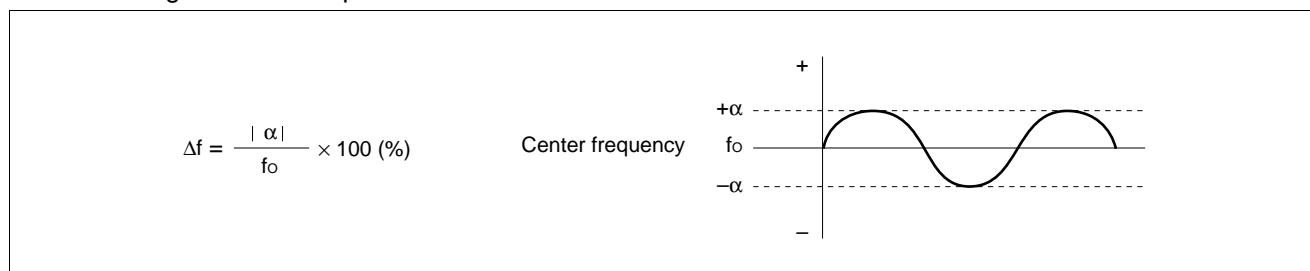 Δf = | α | / fO × 100 (%)
Center frequency
+
+α
fO
−α
−